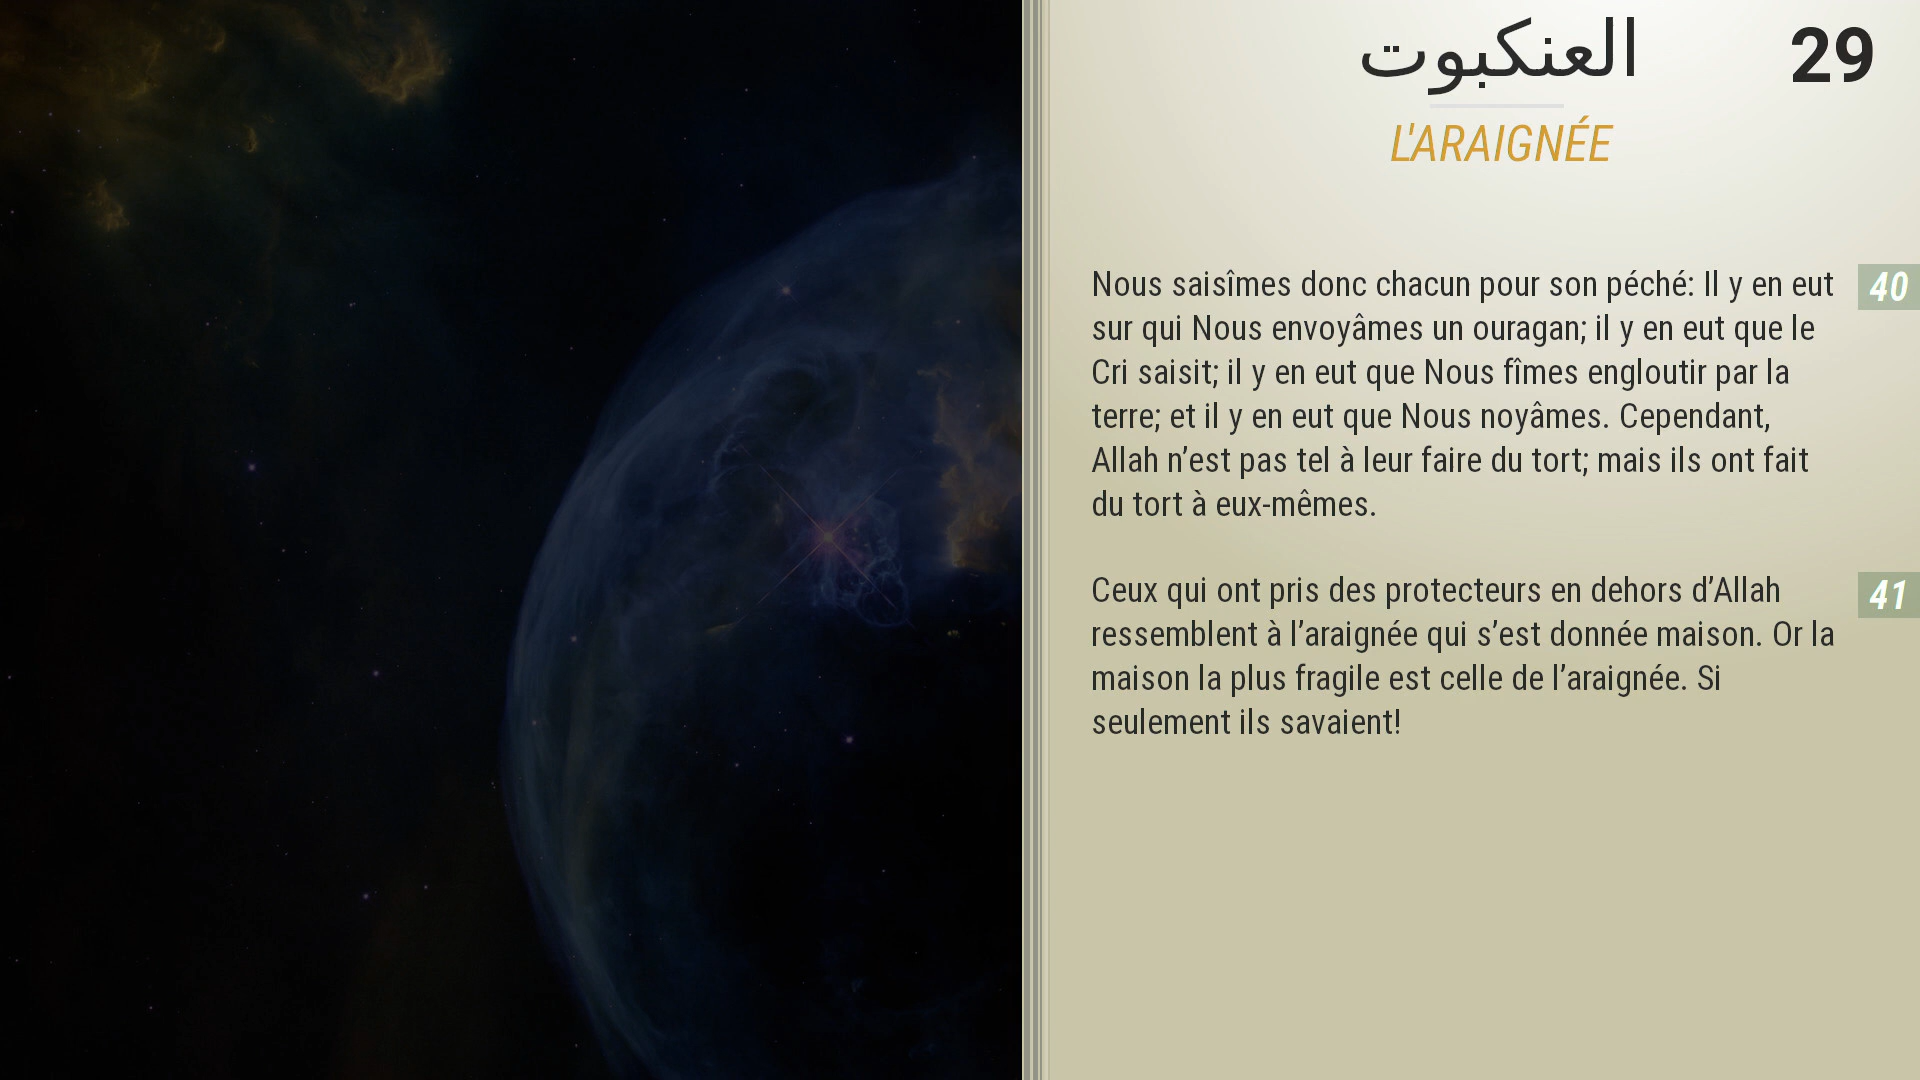 العنكبوت
29
L'ARAIGNÉE
Nous saisîmes donc chacun pour son péché: Il y en eut
40
sur qui Nous envoyâmes un ouragan; il y en eut que le
Cri saisit; il y en eut que Nous fîmes engloutir par la
terre; et il y en eut que Nous noyâmes. Cependant,
Allah n’est pas tel à leur faire du tort; mais ils ont fait
du tort à eux-mêmes.
Ceux qui ont pris des protecteurs en dehors d’Allah
41
ressemblent à l’araignée qui s’est donnée maison. Or la
maison la plus fragile est celle de l’araignée. Si
seulement ils savaient!